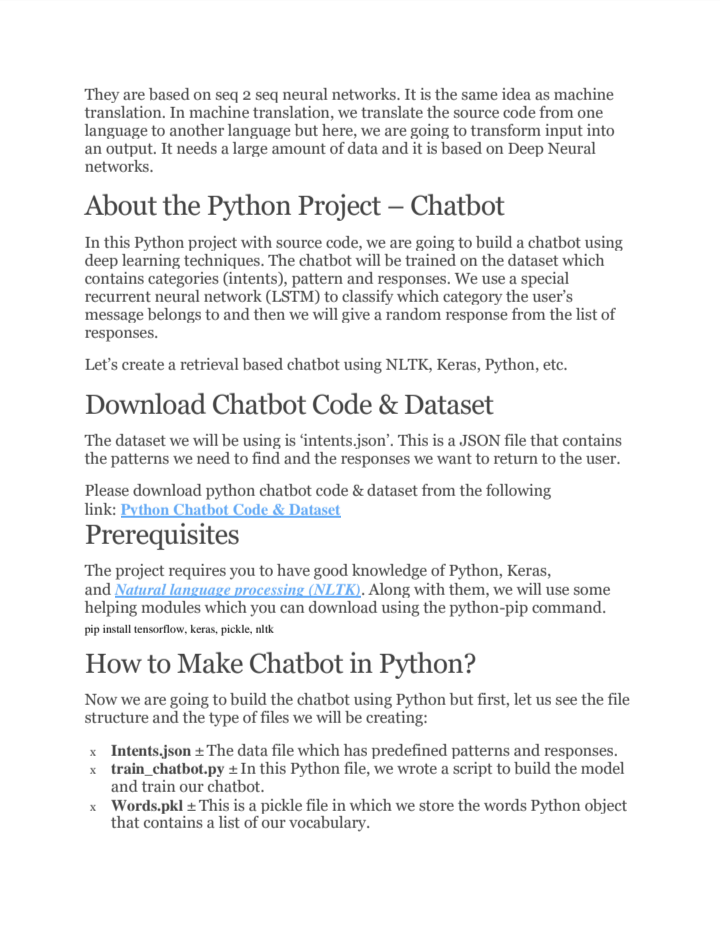 They are based on seq 2 seq neural networks. It is the same idea as machine
translation. In machine translation, we translate the source code from one
language to another language but here, we are going to transform input into
an output. It needs a large amount of data and it is based on Deep Neural
networks.
About the Python Project – Chatbot
In this Python project with source code, we are going to build a chatbot using
deep learning techniques. The chatbot will be trained on the dataset which
contains categories (intents), pattern and responses. We use a special
recurrent neural network (LSTM) to classify which category the user’s
message belongs to and then we will give a random response from the list of
responses.
Let’s create a retrieval based chatbot using NLTK, Keras, Python, etc.
Download Chatbot Code & Dataset
The dataset we will be using is ‘intents.json’. This is a JSON file that contains
the patterns we need to find and the responses we want to return to the user.
Please download python chatbot code & dataset from the following
link: Python Chatbot Code & Dataset
Prerequisites
The project requires you to have good knowledge of Python, Keras,
and Natural language processing (NLTK). Along with them, we will use some
helping modules which you can download using the python-pip command.
pip install tensorflow, keras, pickle, nltk
How to Make Chatbot in Python?
Now we are going to build the chatbot using Python but first, let us see the file
structure and the type of files we will be creating:
x Intents.json ± The data file which has predefined patterns and responses.
x train_chatbot.py ± In this Python file, we wrote a script to build the model
and train our chatbot.
x Words.pkl ± This is a pickle file in which we store the words Python object
that contains a list of our vocabulary.